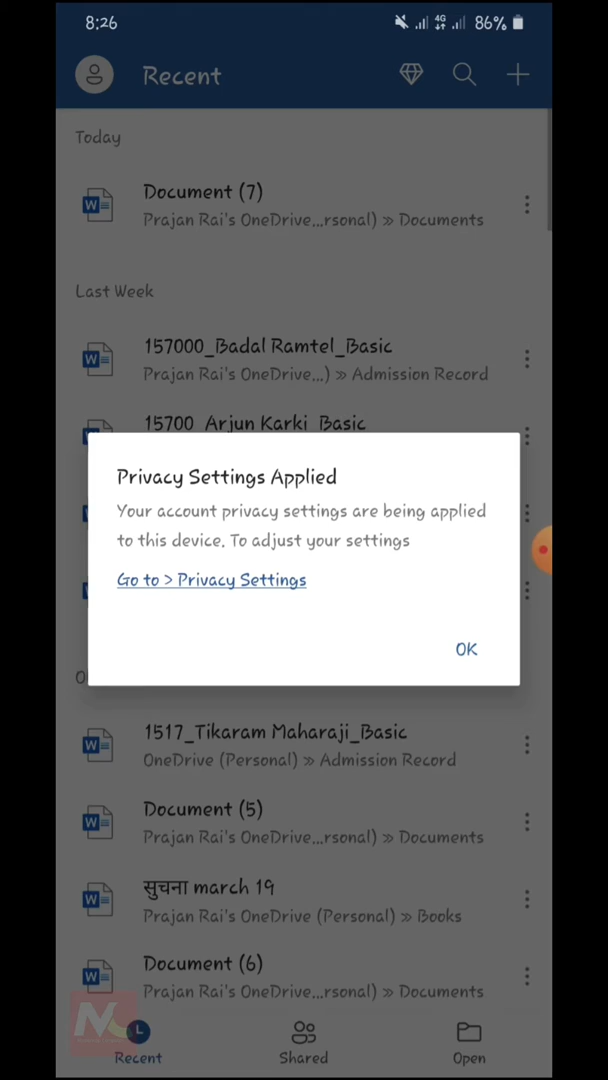 8:26
4G
86%
Recent
Today
Document (7)
Prajan Rai's OneDrive...rsonal) » Documents
Last Week
157000_Badal Ramtel_Basic
Prajan Rai's OneDrive...) » Admission Record
15700_Arjun Karki_Basic
Privacy Settings Applied
Your account privacy settings are being applied
to this device. To adjust your settings
Go to > Privacy Settings
OK
1517_Tikaram Maharaji_Basic
OneDrive (Personal) » Admission Record
Document (5)
Prajan Rai's OneDrive...rsonal) » Documents
सुचना march 19
Prajan Rai's OneDrive (Personal) » Books
Document (6)
Prajan Rai's OneDrive...rsonal) » Documents
Recent
Shared
Open